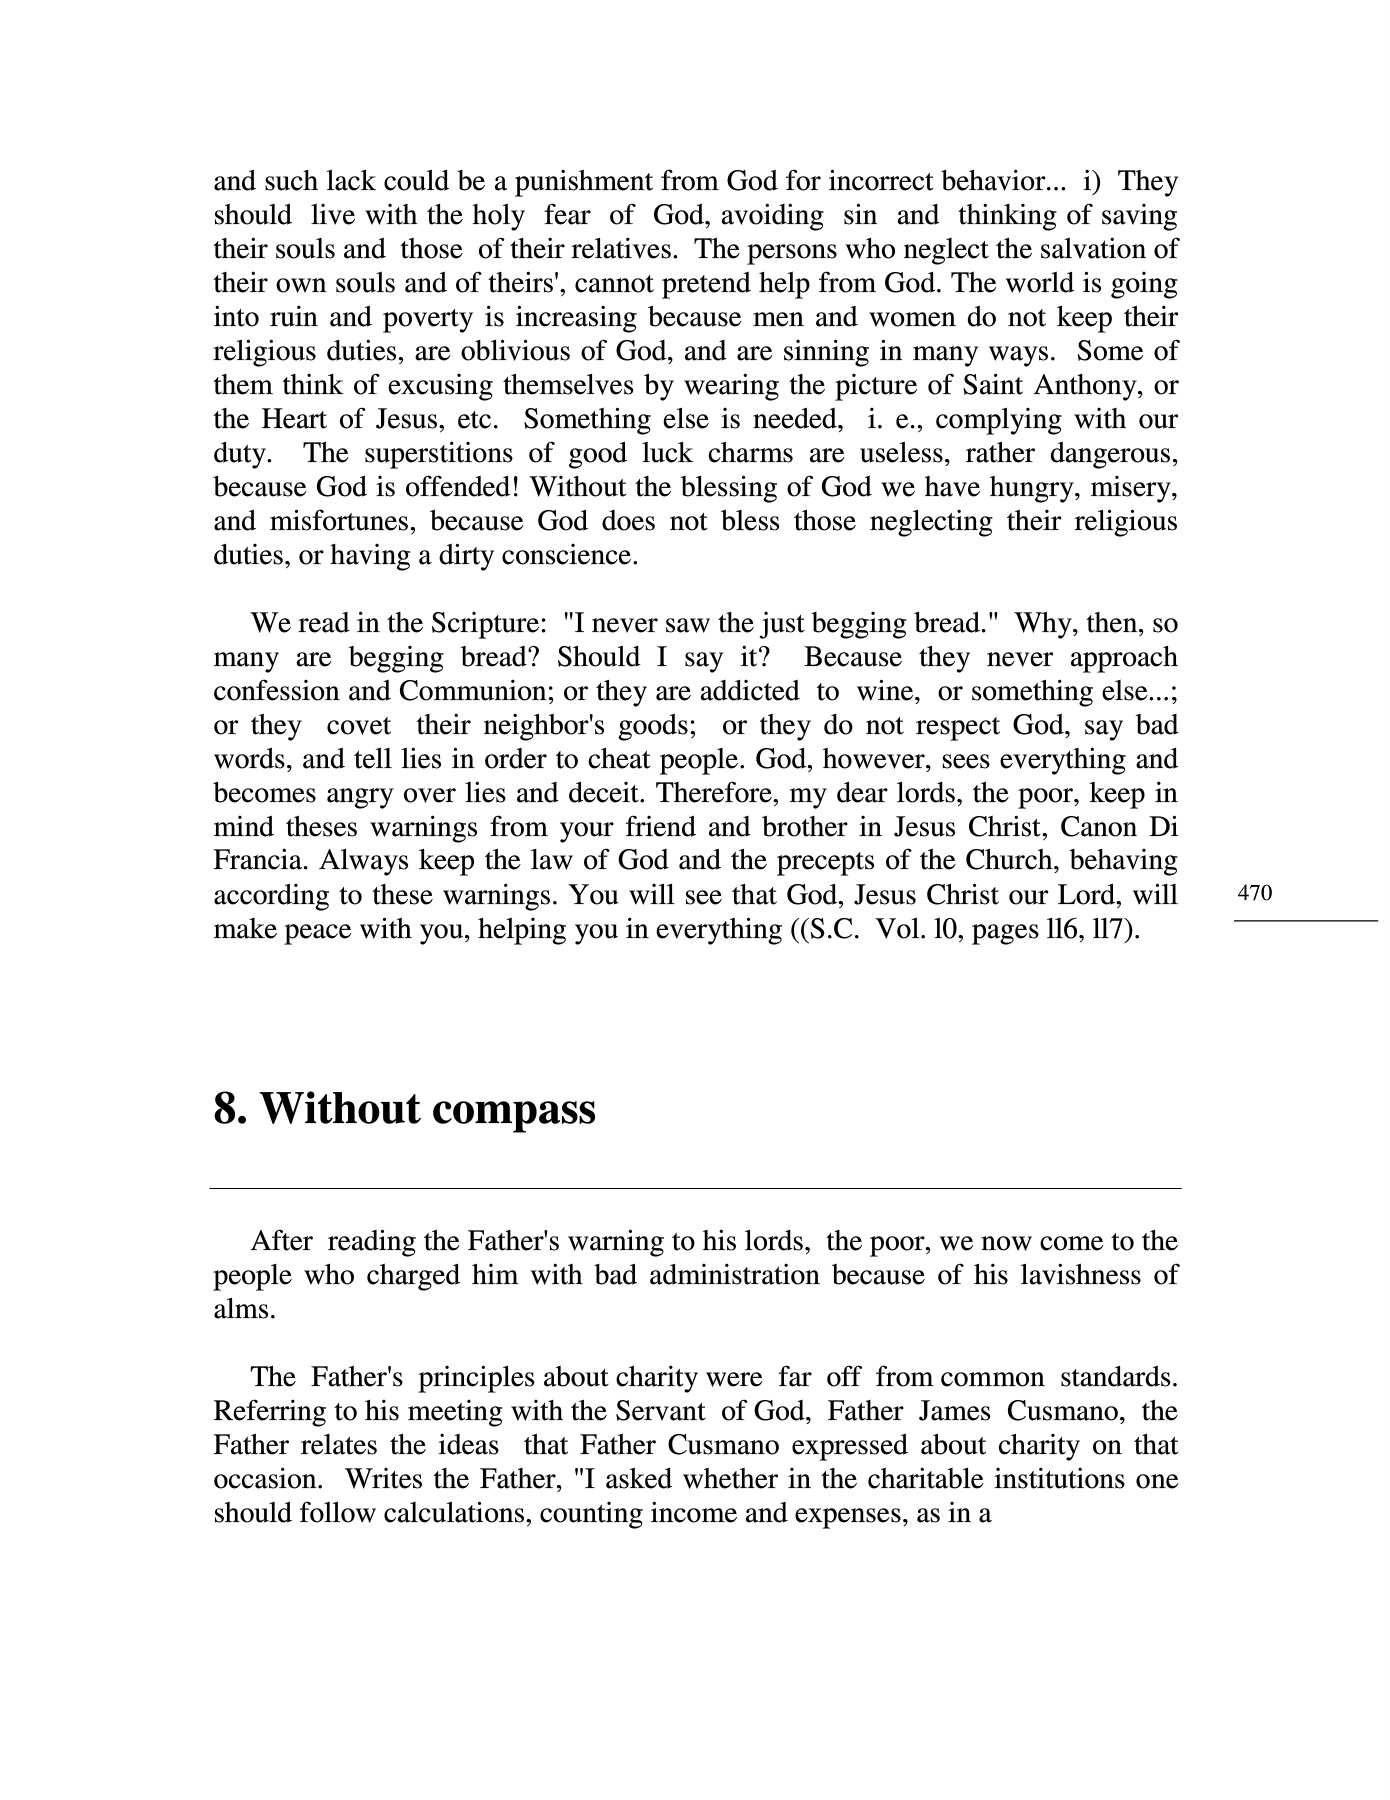 and such lack could be a punishment from God for incorrect behavior... i) They
should live with the holy fear of God, avoiding sin and thinking of saving
their souls and those of their relatives. The persons who neglect the salvation of
their own souls and of theirs', cannot pretend help from God. The world is going
into ruin and poverty is increasing because men and women do not keep their
religious duties, are oblivious of God, and are sinning in many ways. Some of
them think of excusing themselves by wearing the picture of Saint Anthony, or
the Heart of Jesus, etc. Something else is needed, i. e., complying with our
duty. The superstitions of good luck charms are useless, rather dangerous,
because God is offended! Without the blessing of God we have hungry, misery,
and misfortunes, because God does not bless those neglecting their religious
duties, or having a dirty conscience.
We read in the Scripture: "I never saw the just begging bread." Why, then, so
many are begging bread? Should I say it? Because they never approach
confession and Communion; or they are addicted to wine, or something else...;
or they covet their neighbor's goods; or they do not respect God, say bad
words, and tell lies in order to cheat people. God, however, sees everything and
becomes angry over lies and deceit. Therefore, my dear lords, the poor, keep in
mind theses warnings from your friend and brother in Jesus Christ, Canon Di
Francia. Always keep the law of God and the precepts of the Church, behaving
according to these warnings. You will see that God, Jesus Christ our Lord, will
make peace with you, helping you in everything ((S.C. Vol. l0, pages ll6, ll7).
470
8. Without compass
After reading the Father's warning to his lords, the poor, we now come to the
people who charged him with bad administration because of his lavishness of
alms.
The Father's principles about charity were far off from common standards.
Referring to his meeting with the Servant of God, Father James Cusmano, the
Father relates the ideas that Father Cusmano expressed about charity on that
occasion. Writes the Father, "I asked whether in the charitable institutions one
should follow calculations, counting income and expenses, as in a